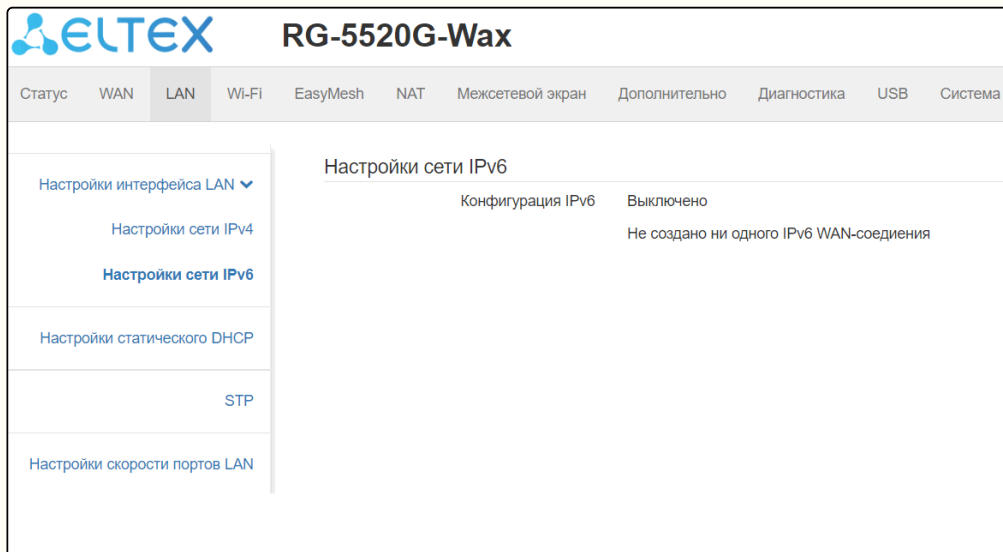 ELTEX RG-5520G-Wax
Статус WAN LAN Wi-Fi EasyMesh NAT Межсетевой экран Дополнительно Диагностика USB Система
Настройки интерфейса LAN
Настройки сети IPv4
Настройки сети IPv6
Настройки статического DHCP
STP
Настройки скорости портов LAN
Настройки сети IPv6
Конфигурация IPv6 Выключено
Не создано ни одного IPv6 WAN-соедиения